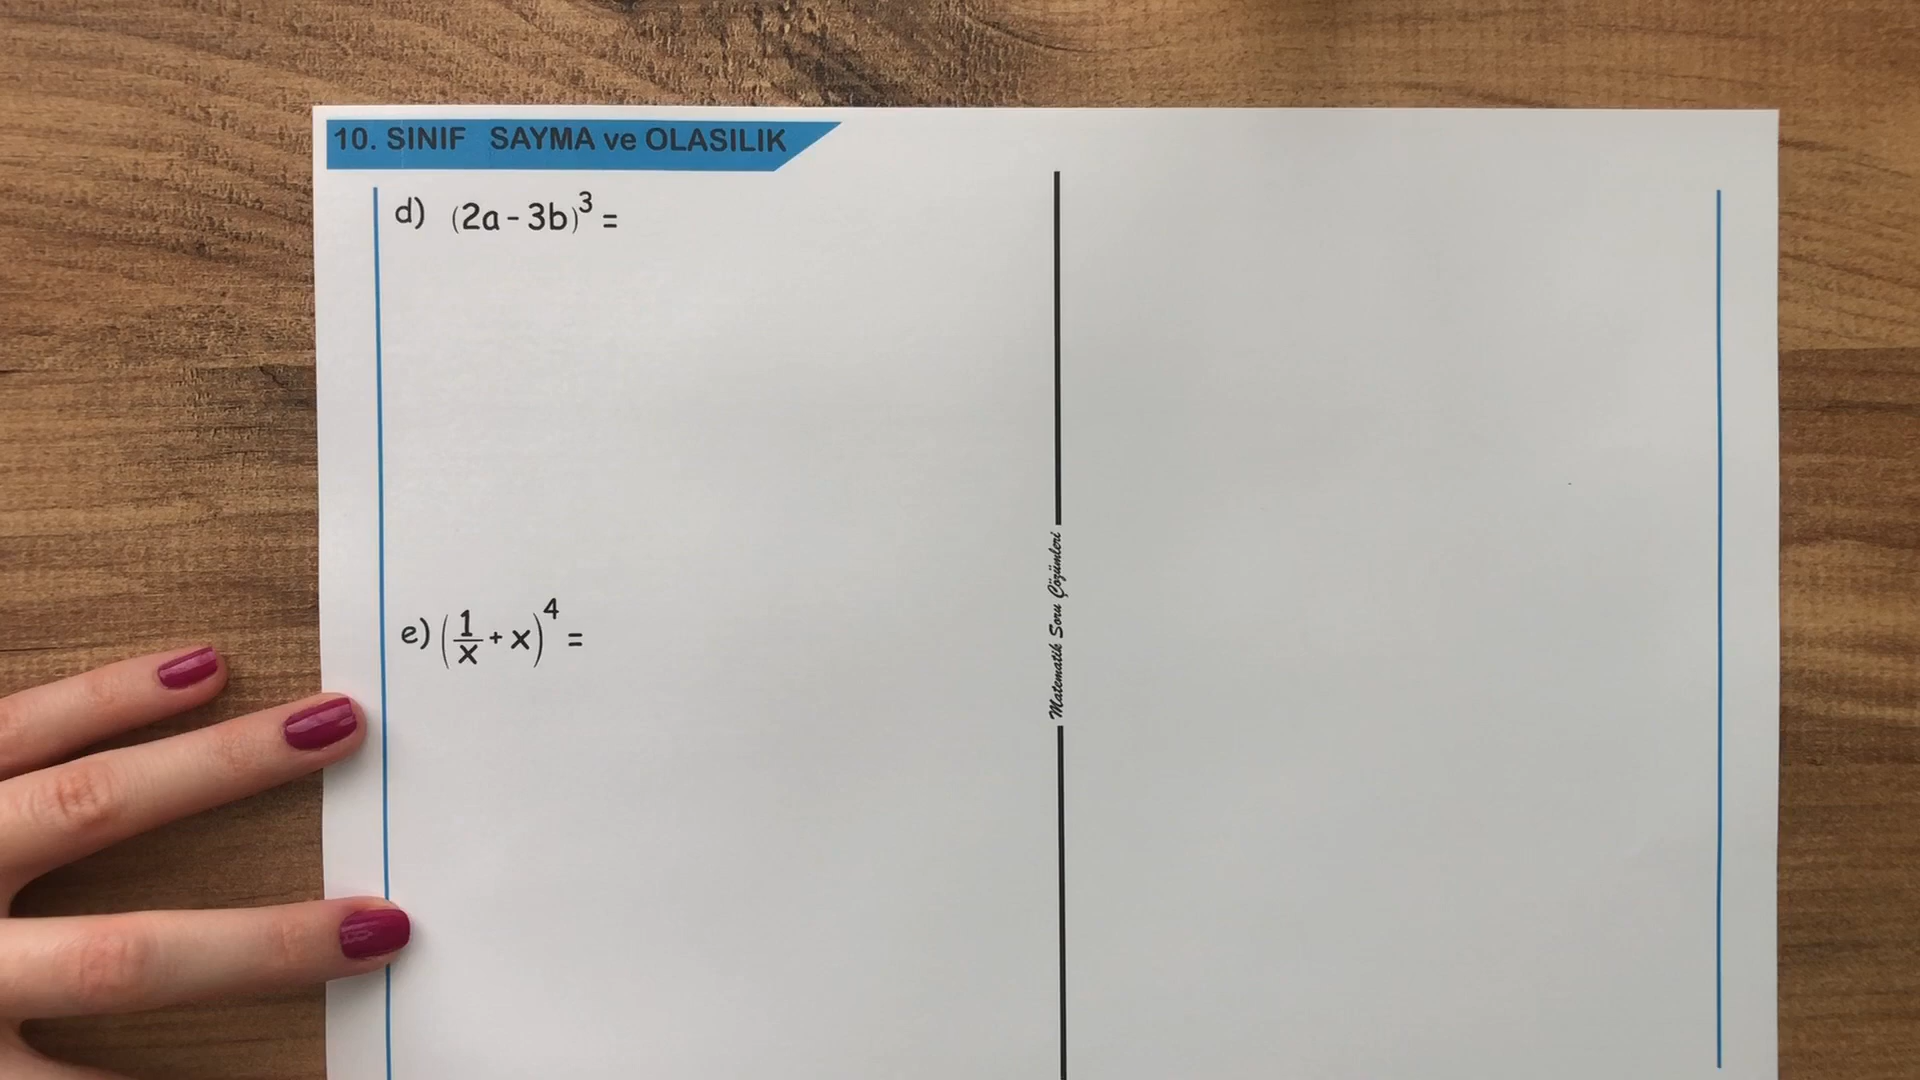 10. SINIF SAYMA ve OLASILIK
d) (2a - 3b)³ =
e) (1/x + x)⁴ =
Matematik Soru Çözümleri